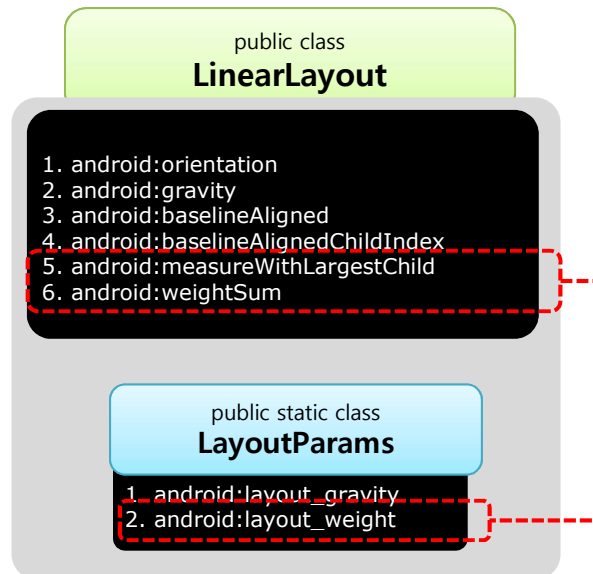 public class
LinearLayout
1. android:orientation
2. android:gravity
3. android:baselineAligned
4. android:baselineAlignedChildIndex
5. android:measureWithLargestChild
6. android:weightSum
public static class
LayoutParams
1. android:layout_gravity
2. android:layout_weight